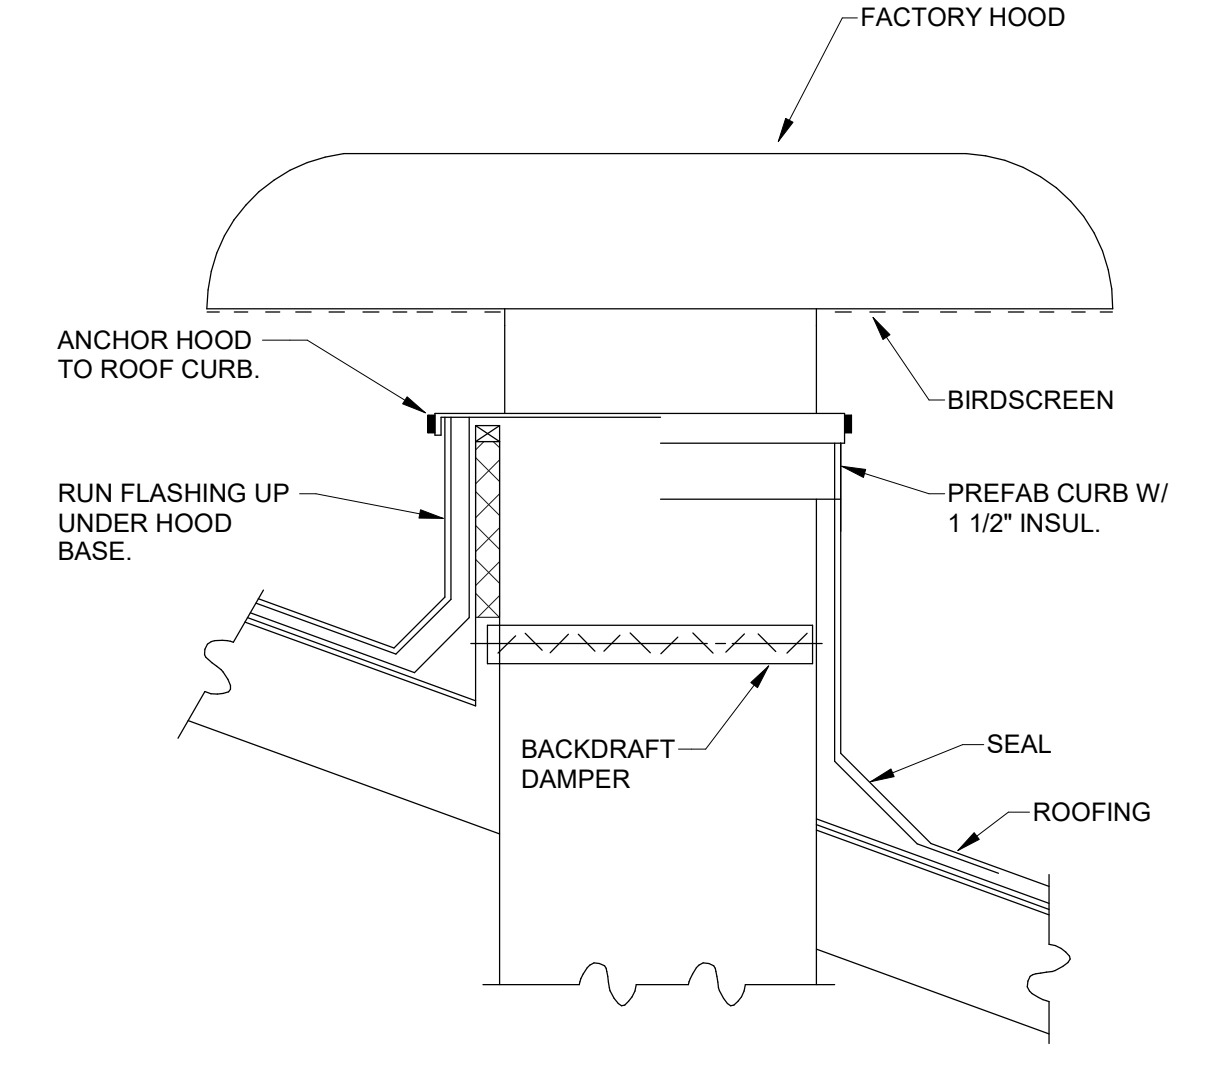 FACTORY HOOD
ANCHOR HOOD
TO ROOF CURB.
BIRDSCREEN
RUN FLASHING UP
UNDER HOOD
BASE.
PREFAB CURB W/
1 1/2" INSUL.
BACKDRAFT
DAMPER
SEAL
ROOFING